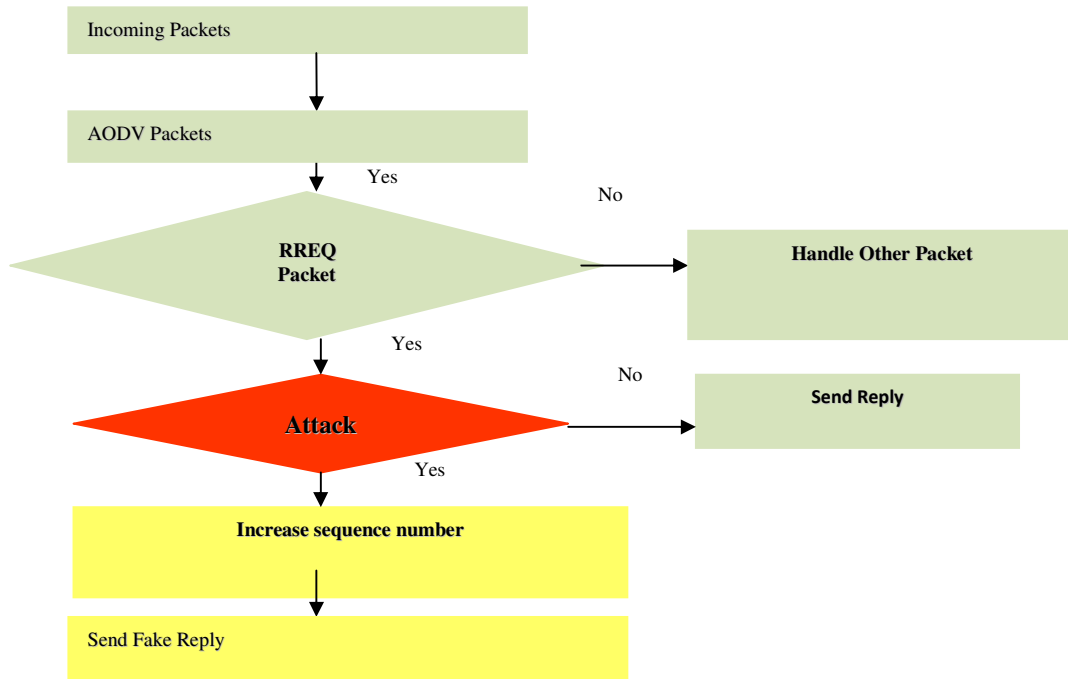 Incoming Packets
AODV Packets
Yes
No
RREQ
Packet
Handle Other Packet
Yes
No
Attack
Send Reply
Yes
Increase sequence number
Send Fake Reply